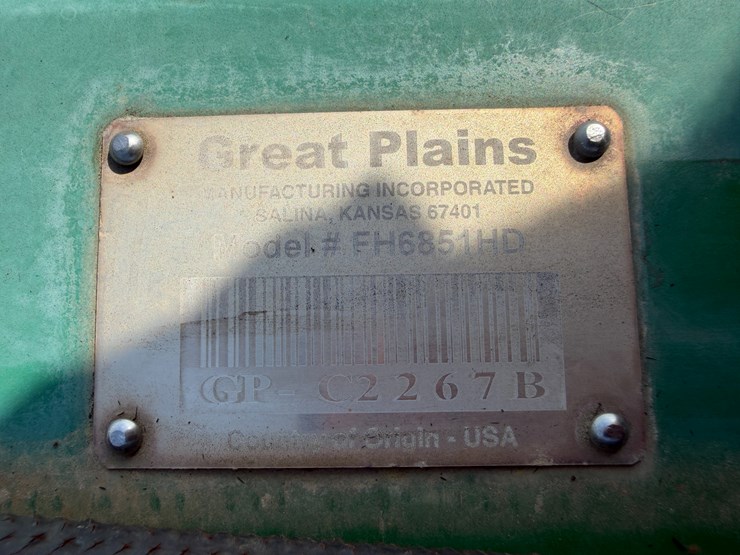 Great Plains
MANUFACTURING INCORPORATED
SALINA, KANSAS 67401
Model # FH6851HD
GP- C2267B
Country of Origin - USA